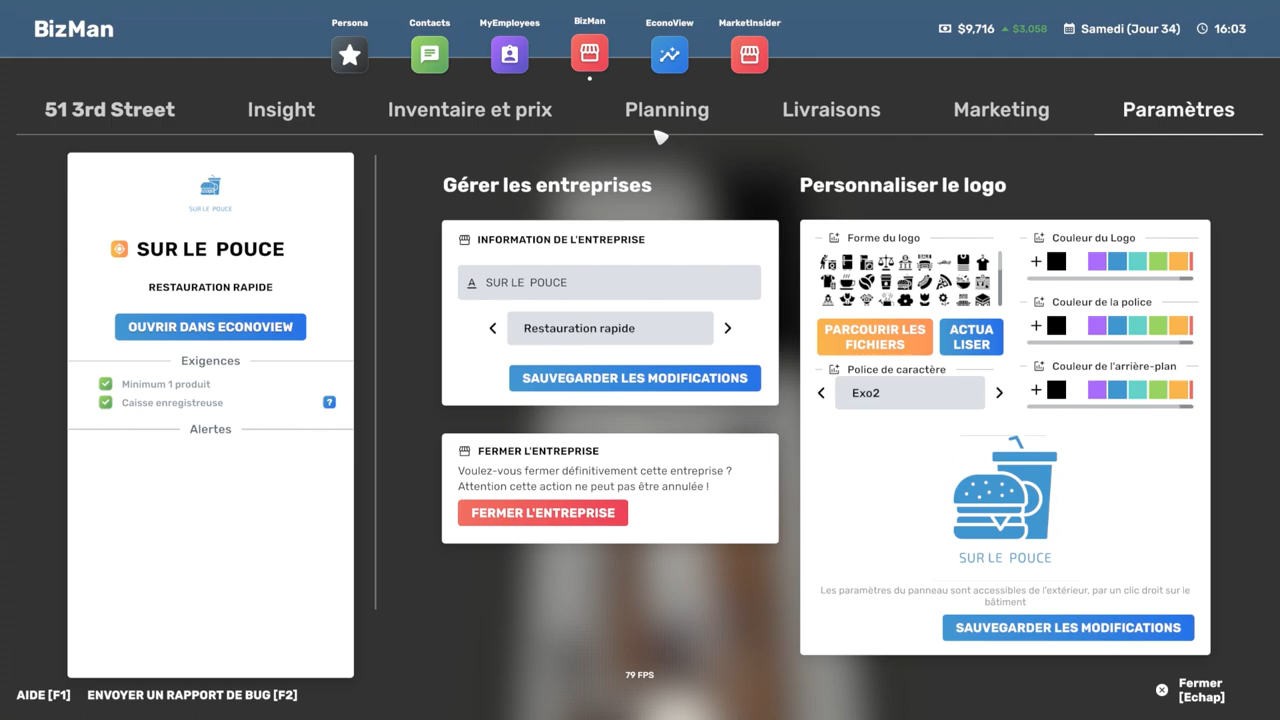 BizMan
Persona
Contacts
MyEmployees
BizMan
EconoView
MarketInsider
$9,716
$3,058
Samedi (Jour 34)
16:03
51 3rd Street
Insight
Inventaire et prix
Planning
Livraisons
Marketing
Paramètres
SUR LE POUCE
SUR LE POUCE
RESTAURATION RAPIDE
OUVRIR DANS ECONOVIEW
Exigences
Minimum 1 produit
Caisse enregistreuse
?
Alertes
Gérer les entreprises
INFORMATION DE L'ENTREPRISE
SUR LE POUCE
Restauration rapide
SAUVEGARDER LES MODIFICATIONS
FERMER L'ENTREPRISE
Voulez-vous fermer définitivement cette entreprise ?
Attention cette action ne peut pas être annulée !
FERMER L'ENTREPRISE
Personnaliser le logo
Forme du logo
PARCOURIR LES
FICHIERS
ACTUA
LISER
Police de caractère
Exo2
Couleur du Logo
Couleur de la police
Couleur de l'arrière-plan
SUR LE POUCE
Les paramètres du panneau sont accessibles de l'extérieur, par un clic droit sur le
bâtiment
SAUVEGARDER LES MODIFICATIONS
79 FPS
AIDE [F1]
ENVOYER UN RAPPORT DE BUG [F2]
Fermer
[Echap]